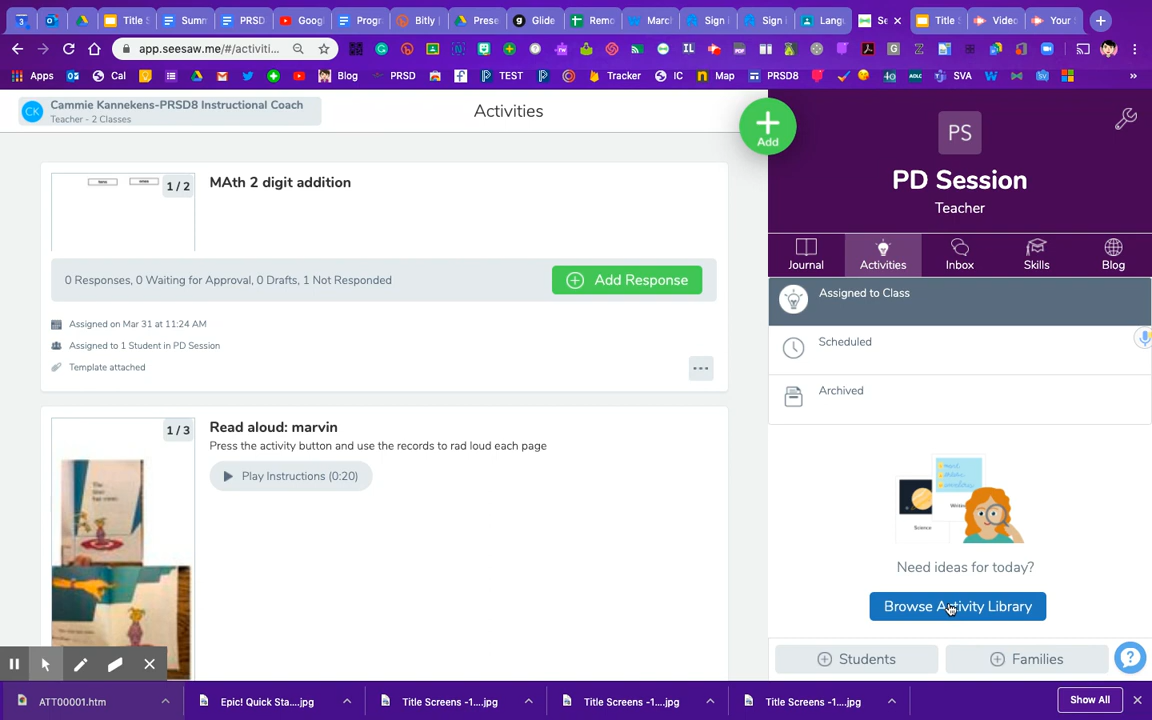 3 Title S Summ PRSD Goog Progr Bitly | Prese Glide Remo March Sign I Sign I Langu Se Title S Video Your S
app.seesaw.me/#/activiti...
Apps Cal Blog PRSD TEST Tracker IC Map PRSD8 SVA »
CK Cammie Kannekens-PRSD8 Instructional Coach
Teacher - 2 Classes
Activities
Add
PS
PD Session
Teacher
Journal Activities Inbox Skills Blog
1 / 2
MAth 2 digit addition
0 Responses, 0 Waiting for Approval, 0 Drafts, 1 Not Responded
Add Response
Assigned on Mar 31 at 11:24 AM
Assigned to 1 Student in PD Session
Template attached
...
1 / 3
Read aloud: marvin
Press the activity button and use the records to rad loud each page
Play Instructions (0:20)
Assigned to Class
Scheduled
Archived
Science
Need ideas for today?
Browse Activity Library
Students
Families
?
ATT00001.htm
Epic! Quick Sta....jpg
Title Screens -1....jpg
Title Screens -1....jpg
Title Screens -1....jpg
Show All